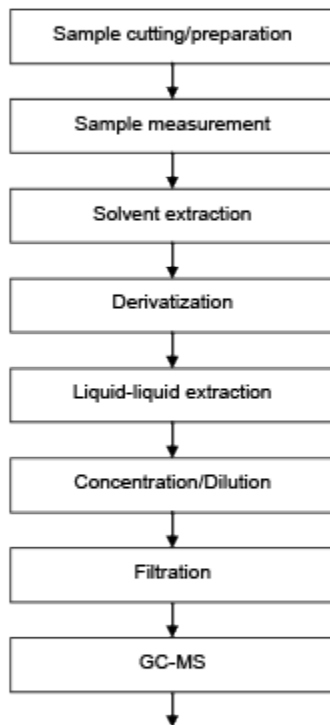 Sample cutting/preparation
Sample measurement
Solvent extraction
Derivatization
Liquid-liquid extraction
Concentration/Dilution
Filtration
GC-MS